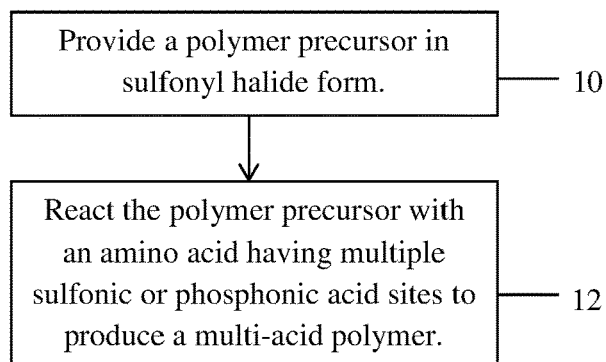 Provide a polymer precursor in
sulfonyl halide form.
10
React the polymer precursor with
an amino acid having multiple
sulfonic or phosphonic acid sites to
produce a multi-acid polymer.
12